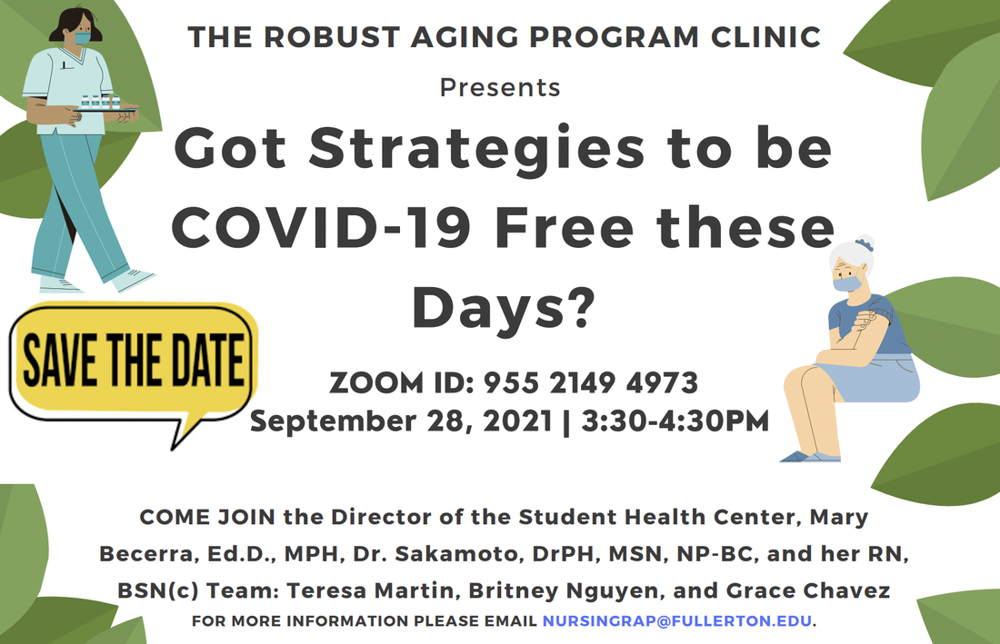 THE ROBUST AGING PROGRAM CLINIC
Presents
Got Strategies to be
COVID-19 Free these
Days?
SAVE THE DATE
ZOOM ID: 955 2149 4973
September 28, 2021 | 3:30-4:30PM
COME JOIN the Director of the Student Health Center, Mary
Becerra, Ed.D., MPH, Dr. Sakamoto, DrPH, MSN, NP-BC, and her RN,
BSN(c) Team: Teresa Martin, Britney Nguyen, and Grace Chavez
FOR MORE INFORMATION PLEASE EMAIL NURSINGRAP@FULLERTON.EDU.